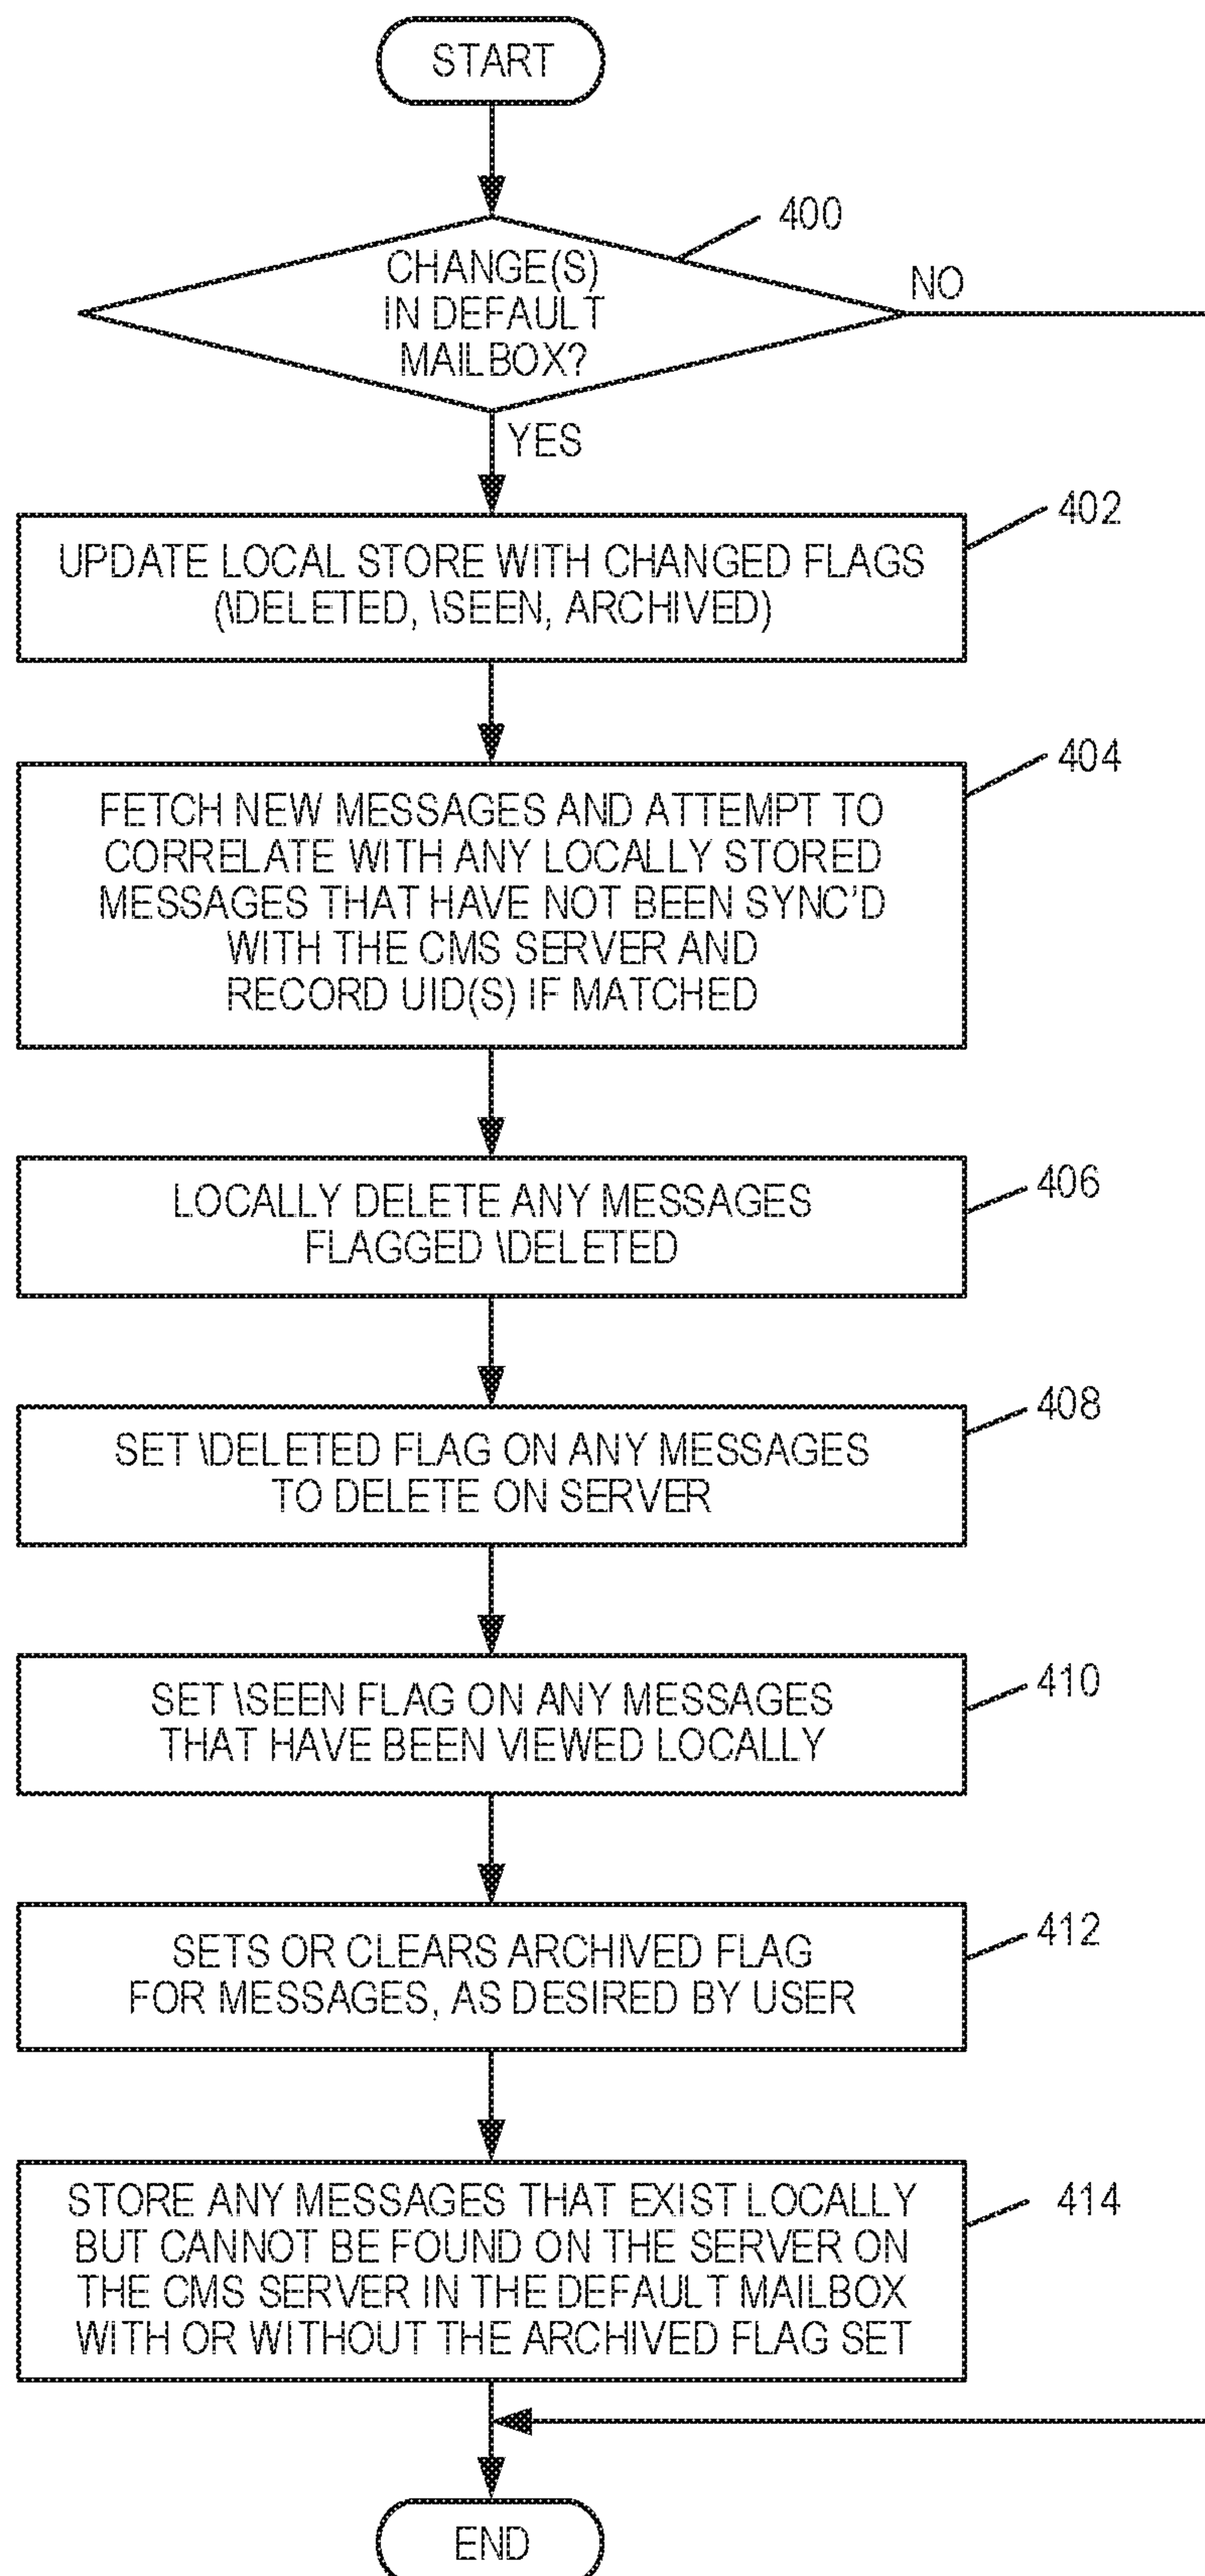 START
400
CHANGE(S)
IN DEFAULT
MAILBOX?
NO
YES
402
UPDATE LOCAL STORE WITH CHANGED FLAGS
(\DELETED, \SEEN, ARCHIVED)
404
FETCH NEW MESSAGES AND ATTEMPT TO
CORRELATE WITH ANY LOCALLY STORED
MESSAGES THAT HAVE NOT BEEN SYNC'D
WITH THE CMS SERVER AND
RECORD UID(S) IF MATCHED
406
LOCALLY DELETE ANY MESSAGES
FLAGGED \DELETED
408
SET \DELETED FLAG ON ANY MESSAGES
TO DELETE ON SERVER
410
SET \SEEN FLAG ON ANY MESSAGES
THAT HAVE BEEN VIEWED LOCALLY
412
SETS OR CLEARS ARCHIVED FLAG
FOR MESSAGES, AS DESIRED BY USER
414
STORE ANY MESSAGES THAT EXIST LOCALLY
BUT CANNOT BE FOUND ON THE SERVER ON
THE CMS SERVER IN THE DEFAULT MAILBOX
WITH OR WITHOUT THE ARCHIVED FLAG SET
END